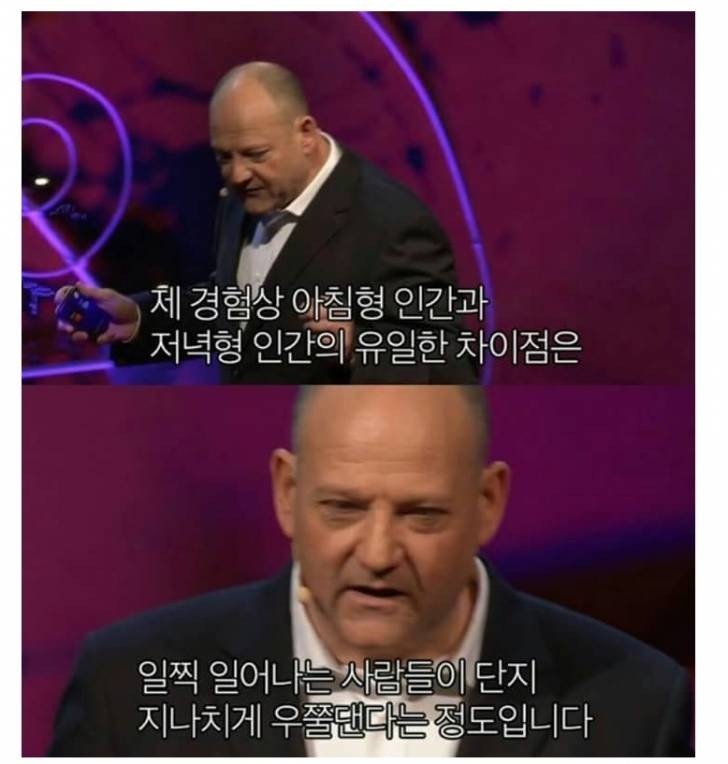 제 경험상 아침형 인간과
저녁형 인간의 유일한 차이점은
일찍 일어나는 사람들이 단지
지나치게 우쭐댄다는 정도입니다